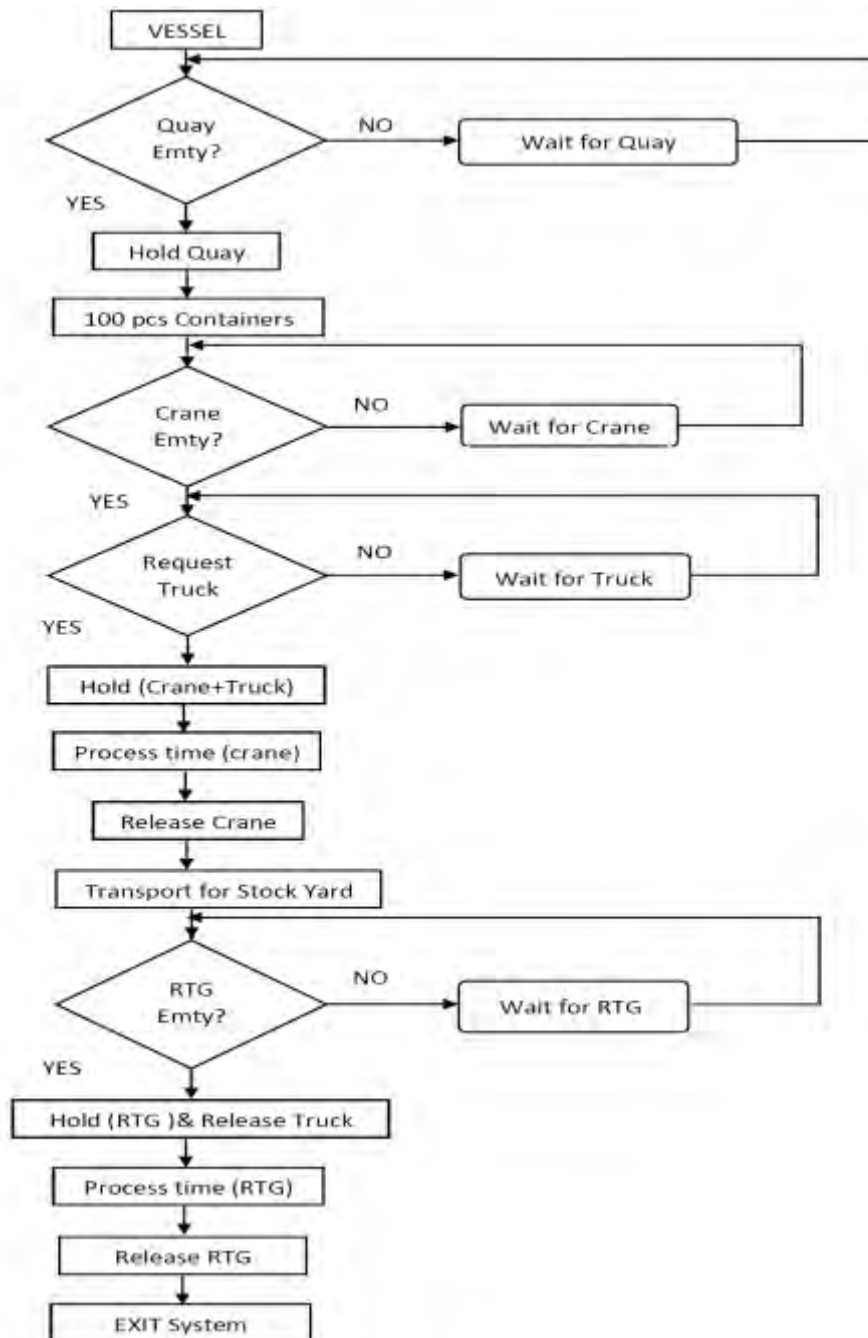 VESSEL
Quay
Emty?
NO
Wait for Quay
YES
Hold Quay
100 pcs Containers
Crane
Emty?
NO
Wait for Crane
YES
Request
Truck
NO
Wait for Truck
YES
Hold (Crane+Truck)
Process time (crane)
Release Crane
Transport for Stock Yard
RTG
Emty?
NO
Wait for RTG
YES
Hold (RTG )& Release Truck
Process time (RTG)
Release RTG
EXIT System